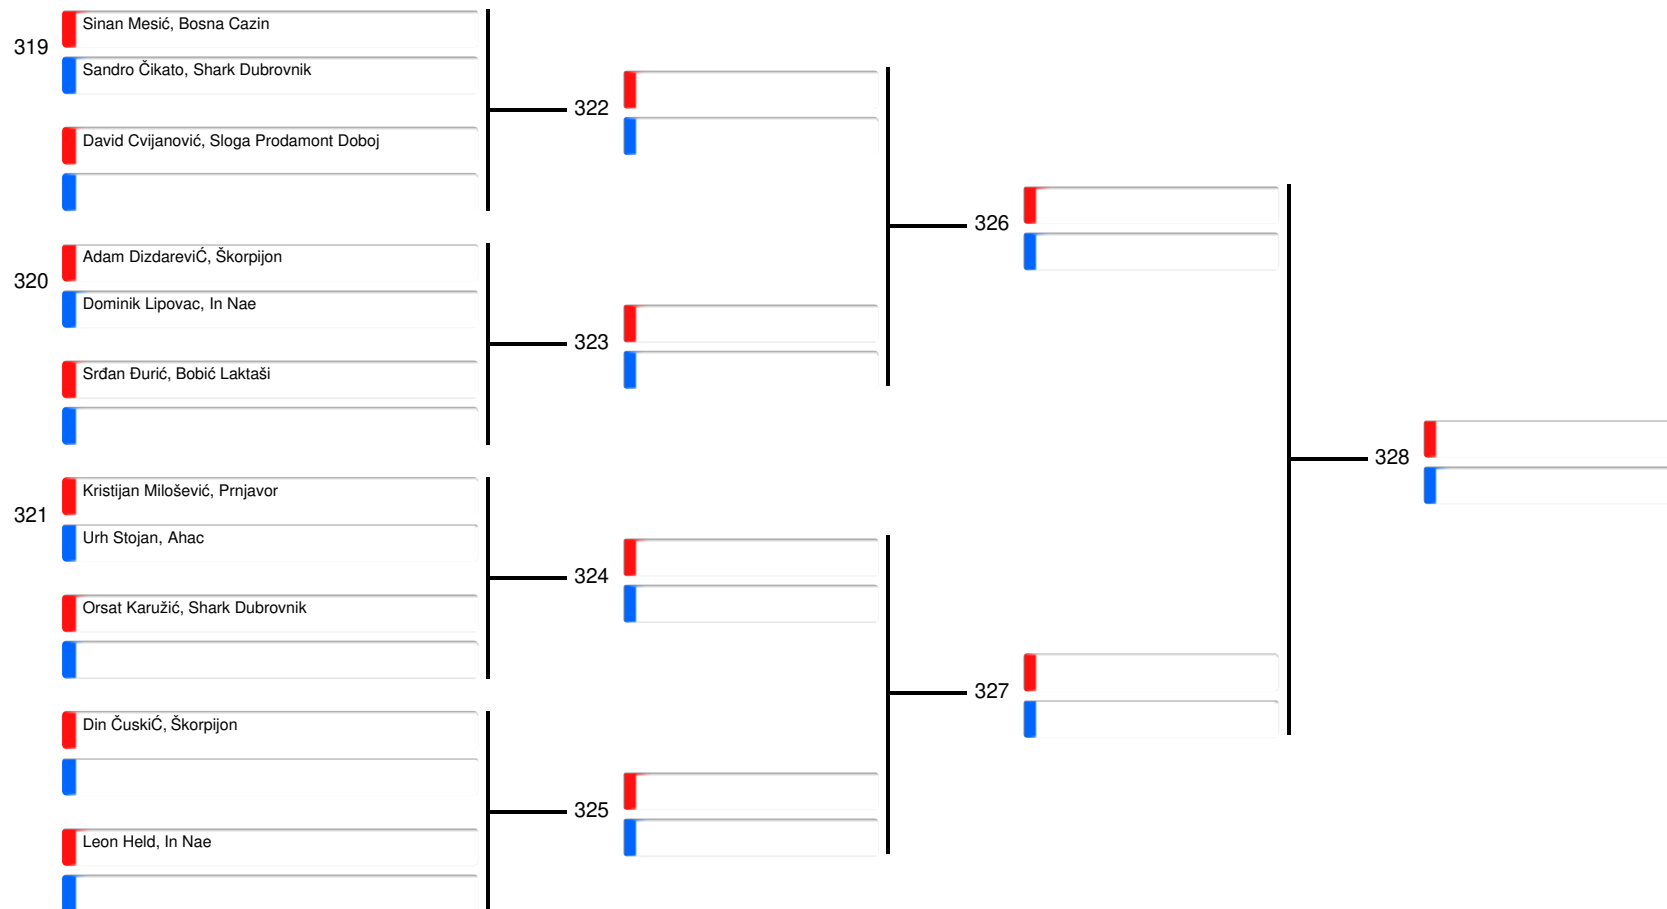 319
Sinan Mesić, Bosna Cazin
Sandro Čikato, Shark Dubrovnik
David Cvijanović, Sloga Prodamont Doboj
320
Adam DizdareviĆ, Škorpijon
Dominik Lipovac, In Nae
Srđan Đurić, Bobić Laktaši
321
Kristijan Milošević, Prnjavor
Urh Stojan, Ahac
Orsat Karužić, Shark Dubrovnik
Din ČuskiĆ, Škorpijon
Leon Held, In Nae
322
323
324
325
326
327
328